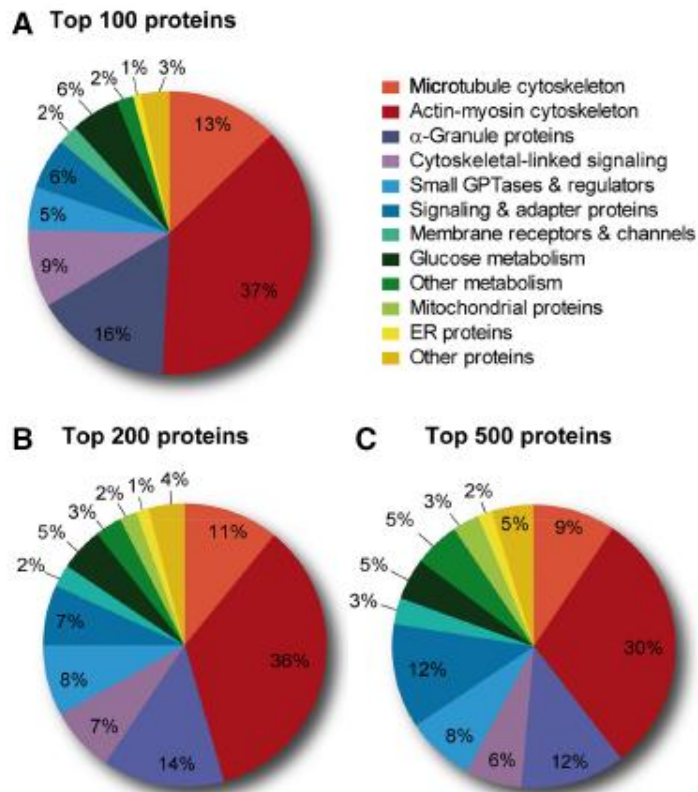 A Top 100 proteins
1% 3%
2%
6%
2%
13%
6%
5%
9%
37%
16%
Microtubule cytoskeleton
Actin-myosin cytoskeleton
α-Granule proteins
Cytoskeletal-linked signaling
Small GPTases & regulators
Signaling & adapter proteins
Membrane receptors & channels
Glucose metabolism
Other metabolism
Mitochondrial proteins
ER proteins
Other proteins
B Top 200 proteins
1% 4%
2%
3%
5%
2%
11%
7%
8%
36%
7%
14%
C Top 500 proteins
2%
3%
5%
5%
3%
5%
9%
30%
12%
8%
6%
12%